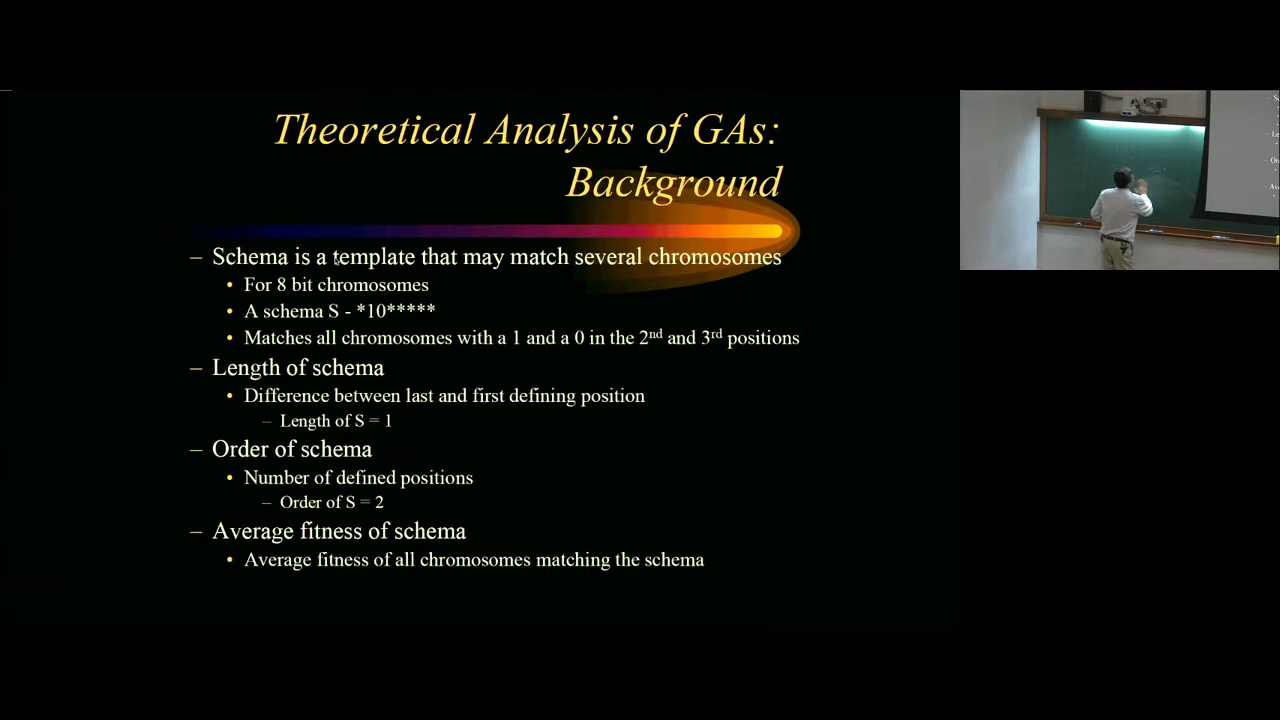 Theoretical Analysis of GAs:
Background
– Schema is a template that may match several chromosomes
• For 8 bit chromosomes
• A schema S - *10*****
• Matches all chromosomes with a 1 and a 0 in the 2nd and 3rd positions
– Length of schema
• Difference between last and first defining position
– Length of S = 1
– Order of schema
• Number of defined positions
– Order of S = 2
– Average fitness of schema
• Average fitness of all chromosomes matching the schema